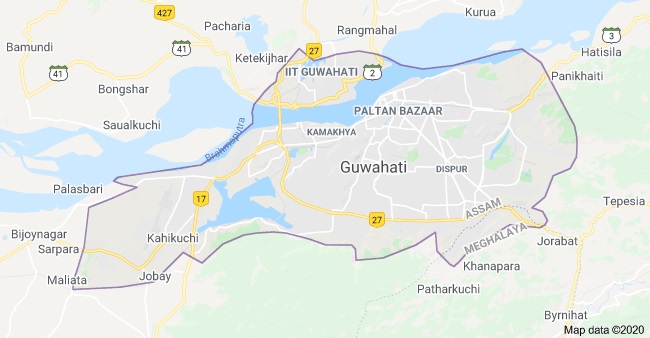 Kurua
Pacharia
Rangmahal
427
Bamundi
41
27
3
Hatisila
Ketekijhar
41
IIT GUWAHATI
2
Panikhaiti
Bongshar
PALTAN BAZAAR
Saualkuchi
Brahmaputra
KAMAKHYA
Guwahati
DISPUR
Palasbari
17
ASSAM
Tepesia
27
Bijoynagar
Kahikuchi
MEGHALAYA
Jorabat
Sarpara
Khanapara
Maliata
Jobay
Patharkuchi
Byrnihat
Map data ©2020